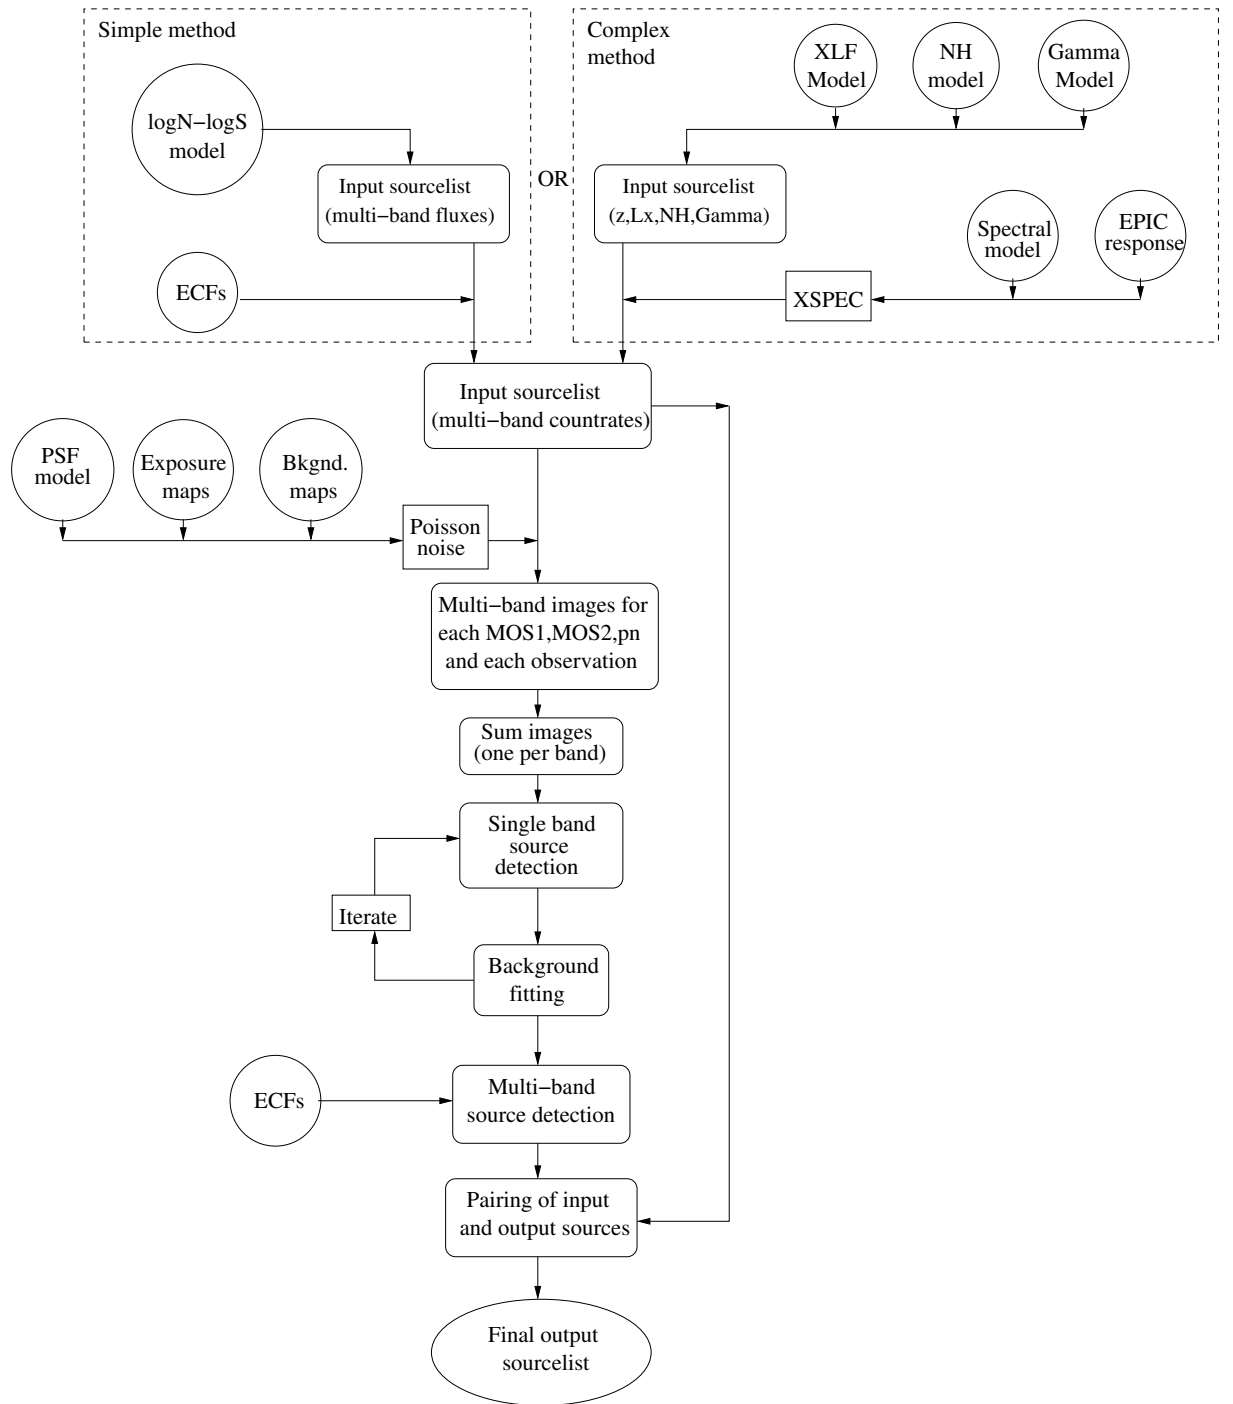 Simple method
logN−logS
model
Input sourcelist
(multi−band fluxes)
ECFs
OR
Complex
method
XLF
Model
NH
model
Gamma
Model
Input sourcelist
(z,Lx,NH,Gamma)
Spectral
model
EPIC
response
XSPEC
Input sourcelist
(multi−band countrates)
PSF
model
Exposure
maps
Bkgnd.
maps
Poisson
noise
Multi−band images for
each MOS1,MOS2,pn
and each observation
Sum images
(one per band)
Single band
source
detection
Iterate
Background
fitting
ECFs
Multi−band
source detection
Pairing of input
and output sources
Final output
sourcelist